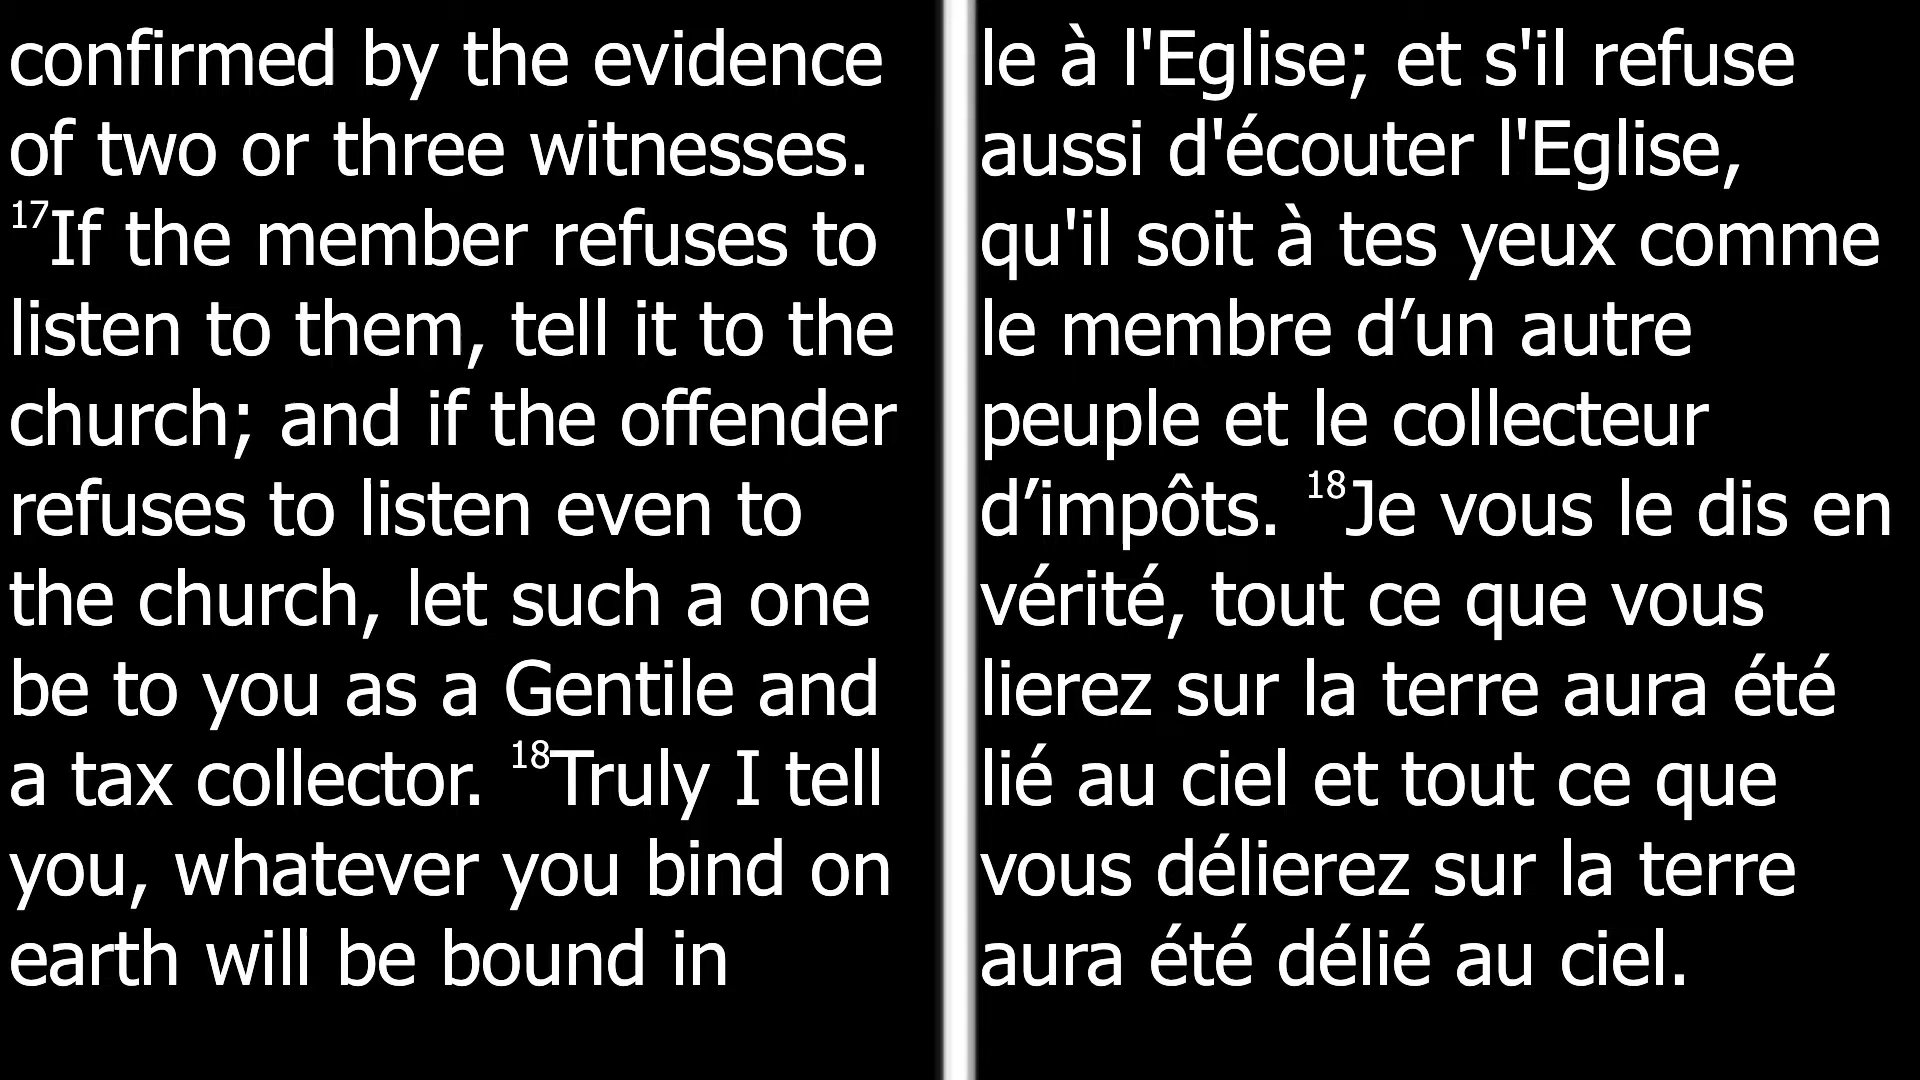 confirmed by the evidence
of two or three witnesses.
17If the member refuses to
listen to them, tell it to the
church; and if the offender
refuses to listen even to
the church, let such a one
be to you as a Gentile and
a tax collector. 18Truly I tell
you, whatever you bind on
earth will be bound in
le à l'Eglise; et s'il refuse
aussi d'écouter l'Eglise,
qu'il soit à tes yeux comme
le membre d’un autre
peuple et le collecteur
d’impôts. 18Je vous le dis en
vérité, tout ce que vous
lierez sur la terre aura été
lié au ciel et tout ce que
vous délierez sur la terre
aura été délié au ciel.